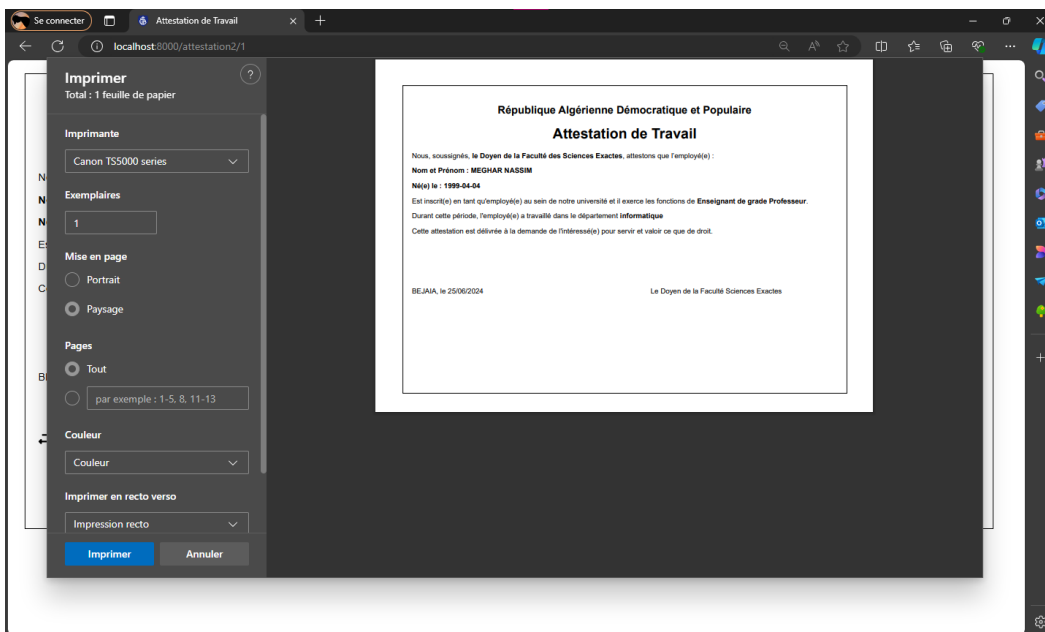 Se connecter
Attestation de Travail
localhost:8000/attestation2/1
Imprimer
?
Total : 1 feuille de papier
Imprimante
Canon TS5000 series
Exemplaires
1
Mise en page
Portrait
Paysage
Pages
Tout
par exemple : 1-5, 8, 11-13
Couleur
Couleur
Imprimer en recto verso
Impression recto
Imprimer
Annuler
République Algérienne Démocratique et Populaire
Attestation de Travail
Nous, soussignés, le Doyen de la Faculté des Sciences Exactes, attestons que l'employé(e) :
Nom et Prénom : MEGHAR NASSIM
Né(e) le : 1999-04-04
Est inscrit(e) en tant qu'employé(e) au sein de notre université et il exerce les fonctions de Enseignant de grade Professeur.
Durant cette période, l'employé(e) a travaillé dans le département informatique
Cette attestation est délivrée à la demande de l'intéressé(e) pour servir et valoir ce que de droit.
BEJAIA, le 25/06/2024
Le Doyen de la Faculté Sciences Exactes